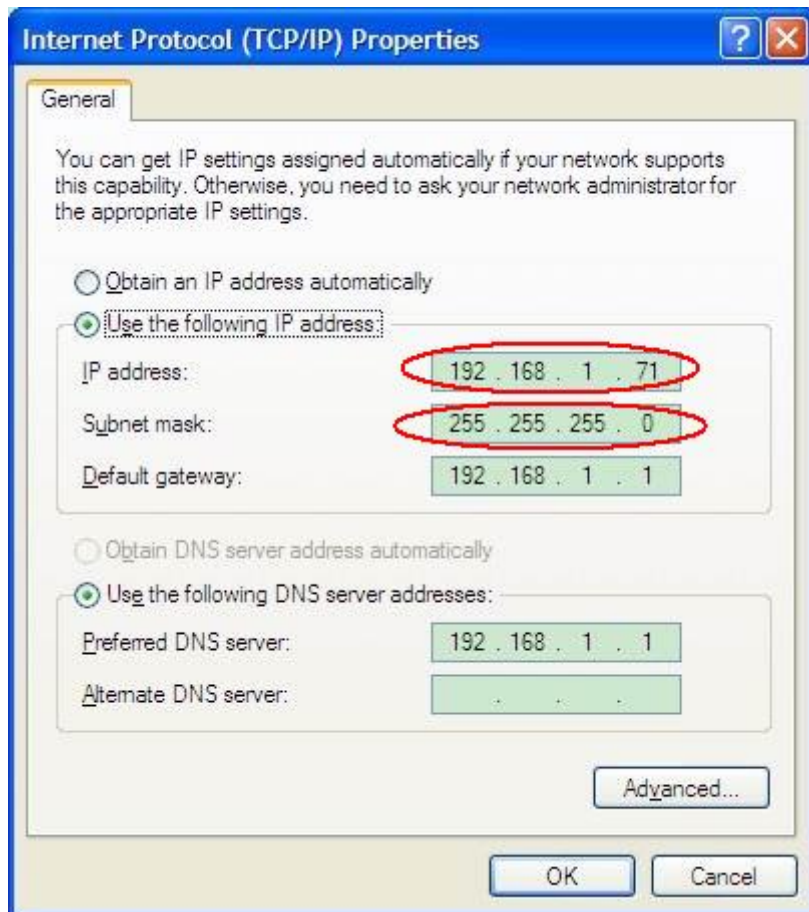 Internet Protocol (TCP/IP) Properties
General
You can get IP settings assigned automatically if your network supports
this capability. Otherwise, you need to ask your network administrator for
the appropriate IP settings.
Obtain an IP address automatically
Use the following IP address:
IP address: 192 . 168 . 1 . 71
Subnet mask: 255 . 255 . 255 . 0
Default gateway: 192 . 168 . 1 . 1
Obtain DNS server address automatically
Use the following DNS server addresses:
Preferred DNS server: 192 . 168 . 1 . 1
Alternate DNS server: . . .
Advanced...
OK Cancel